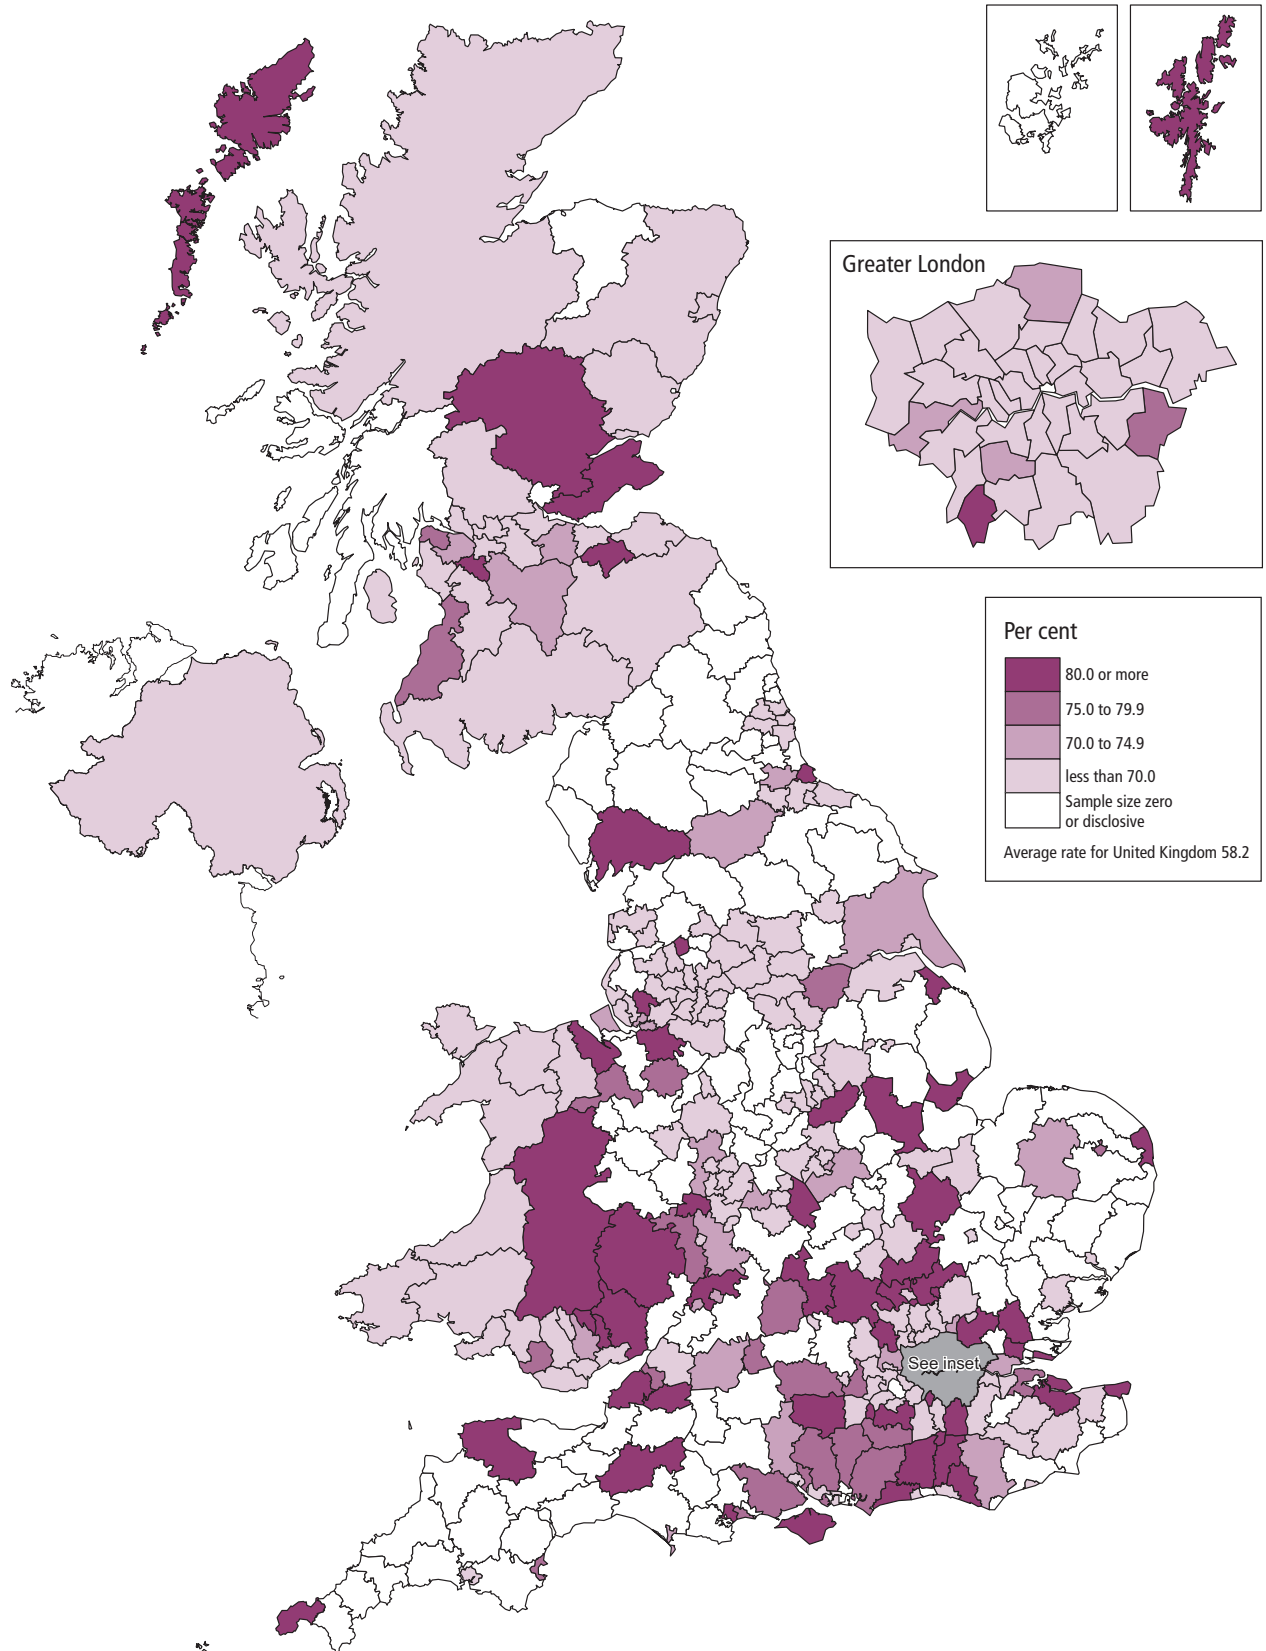 Greater London
Per cent
80.0 or more
75.0 to 79.9
70.0 to 74.9
less than 70.0
Sample size zero
or disclosive
Average rate for United Kingdom 58.2
See inset